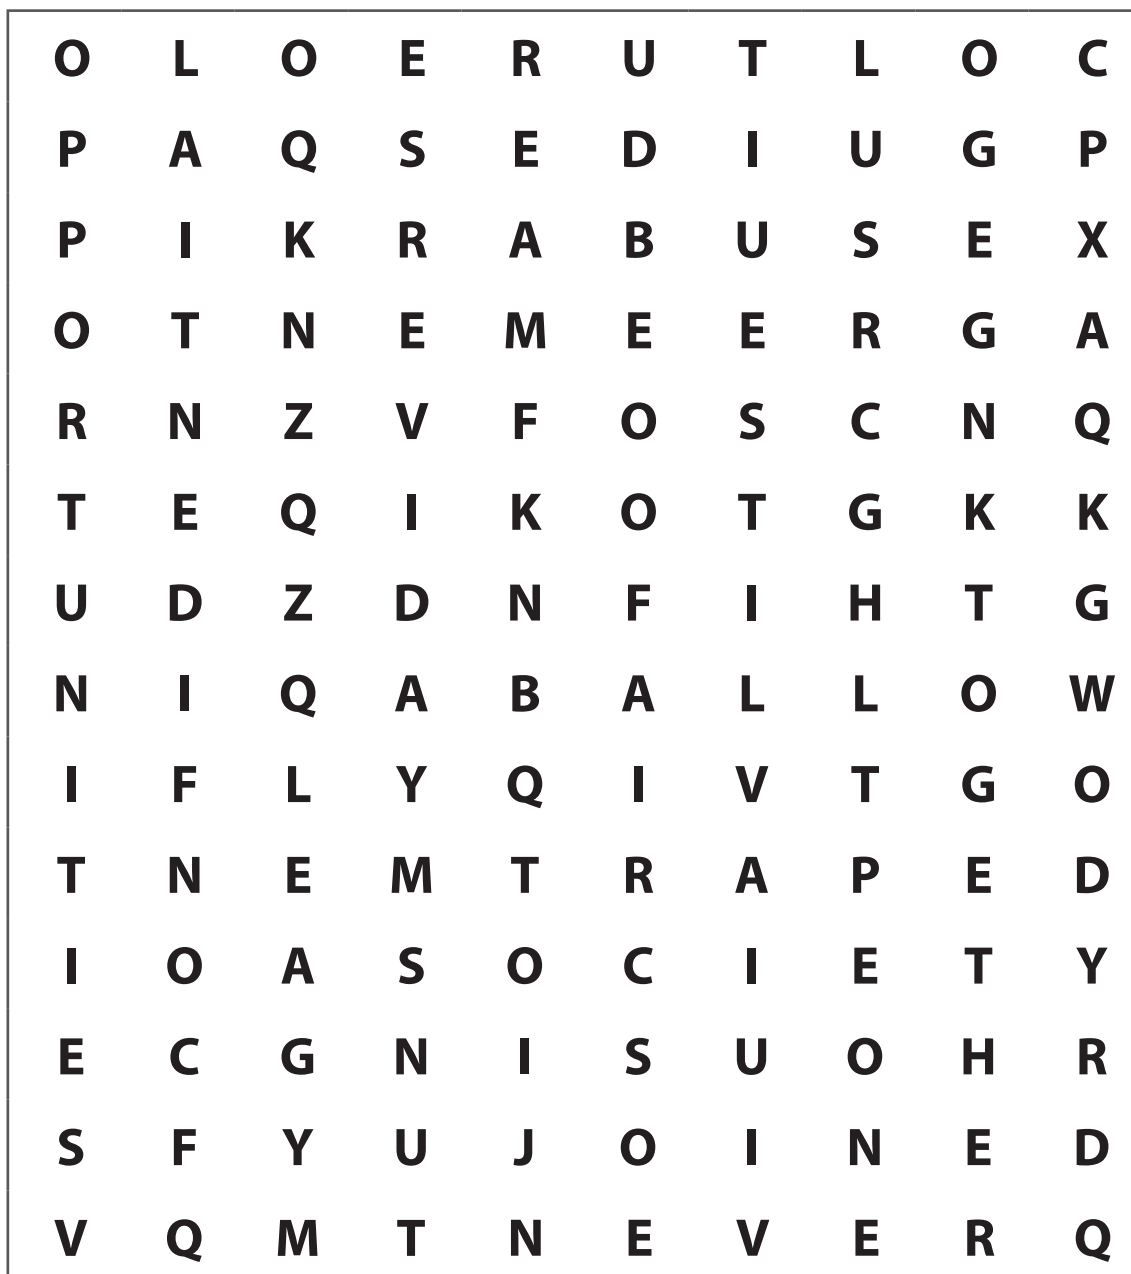 O L O E R U T L O C
P A Q S E D I U G P
P I K R A B U S E X
O T N E M E E R G A
R N Z V F O S C N Q
T E Q I K O T G K K
U D Z D N F I H T G
N I Q A B A L L O W
I F L Y Q I V T G O
T N E M T R A P E D
I O A S O C I E T Y
E C G N I S U O H R
S F Y U J O I N E D
V Q M T N E V E R Q